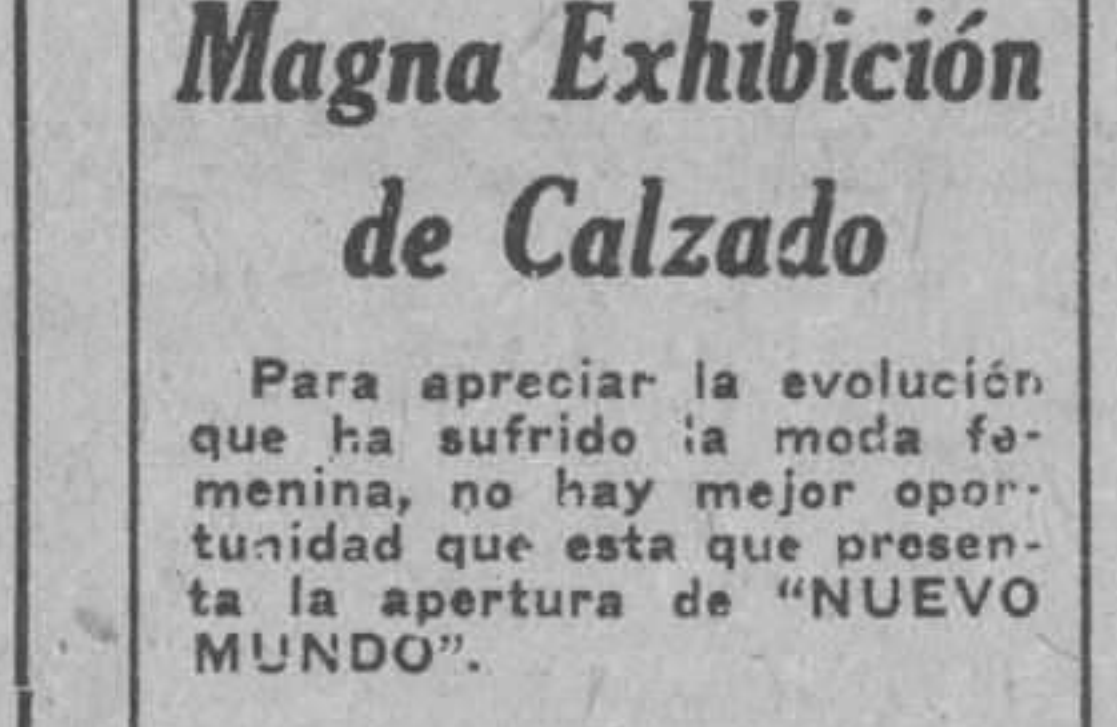 Magna Exhibición
de Calzado
Para apreciar la evolución
que ha sufrido la moda fe-
menina, no hay mejor opor-
tunidad que esta que presen-
ta la apertura de “NUEVO
MUNDO”.